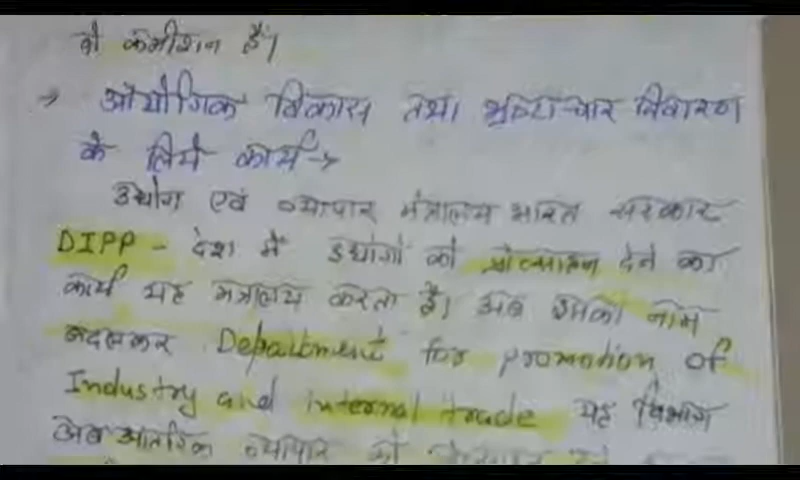 वे कमीशन हैं।
→ औद्योगिक विकास तथा भ्रष्टाचार निवारण
के लिये कार्य →
उद्योग एवं व्यापार मंत्रालय भारत सरकार
DIPP - देश में उद्योगों को प्रोत्साहन देने का
कार्य यह मंत्रालय करता है। अब इसका नाम
बदलकर Department for promotion of
Industry and internal trade यह विभाग
अब आंतरिक व्यापार को